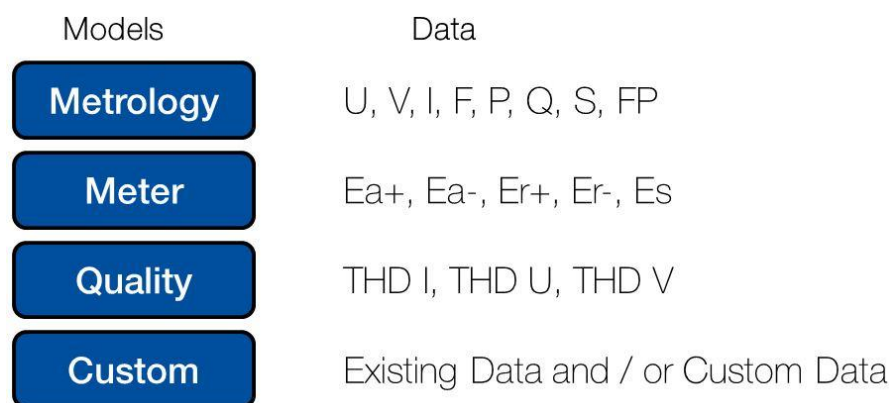 Models Data
Metrology U, V, I, F, P, Q, S, FP
Meter Ea+, Ea-, Er+, Er-, Es
Quality THD I, THD U, THD V
Custom Existing Data and / or Custom Data